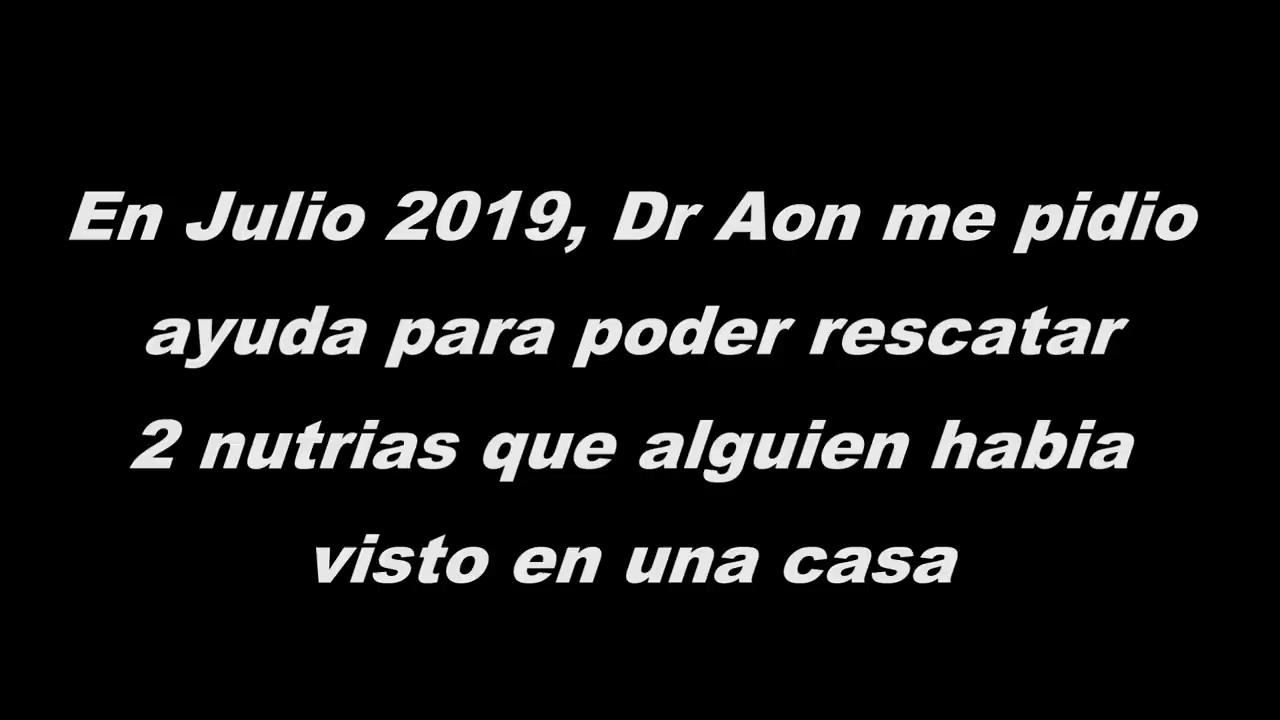 En Julio 2019, Dr Aon me pidio
ayuda para poder rescatar
2 nutrias que alguien habia
visto en una casa